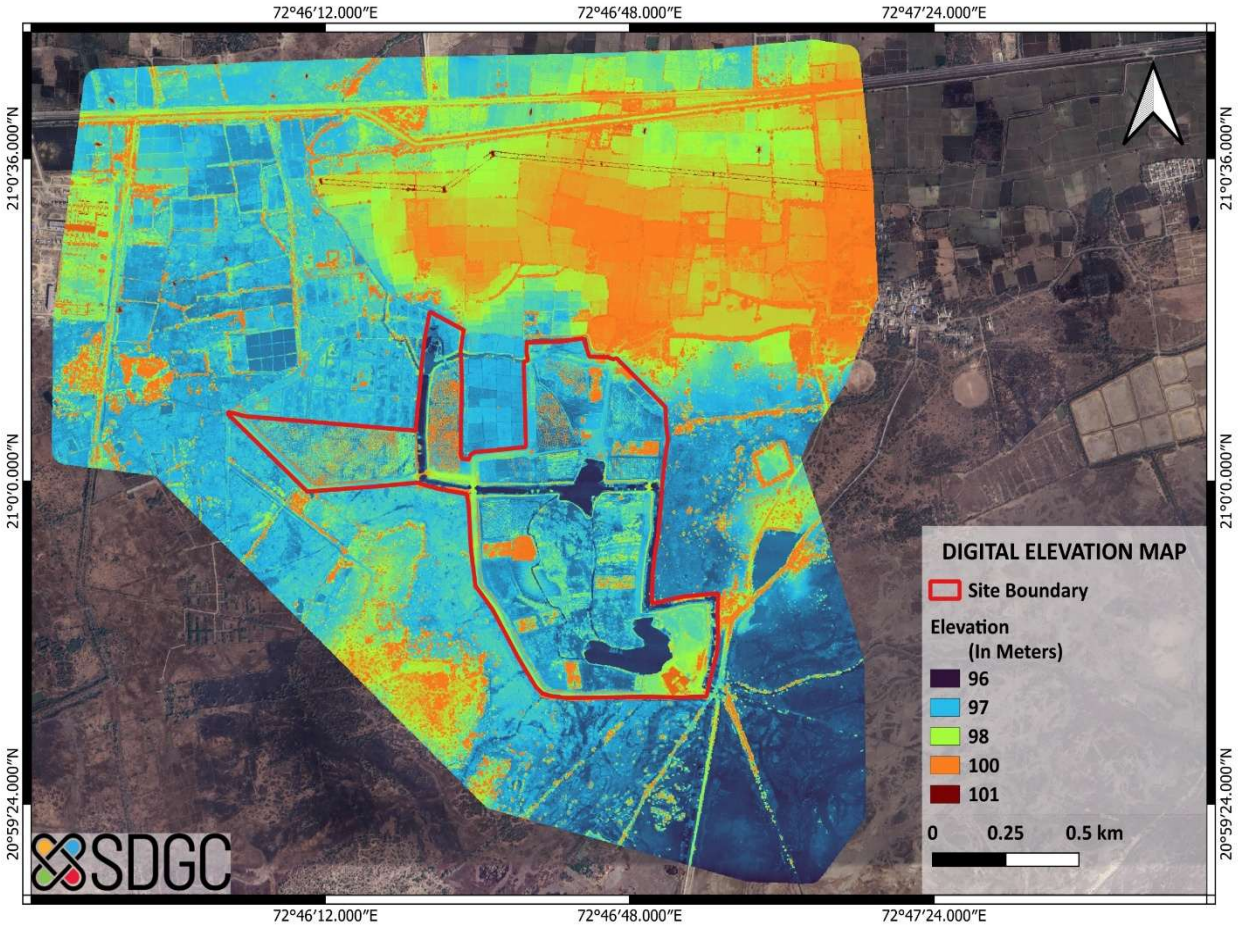 72°46'12.000"E 72°46'48.000"E 72°47'24.000"E
21°0'36.000"N 21°0'36.000"N
21°0'0.000"N 21°0'0.000"N
20°59'24.000"N 20°59'24.000"N
DIGITAL ELEVATION MAP
Site Boundary
Elevation
(In Meters)
96
97
98
100
101
0 0.25 0.5 km
SDGC
72°46'12.000"E 72°46'48.000"E 72°47'24.000"E